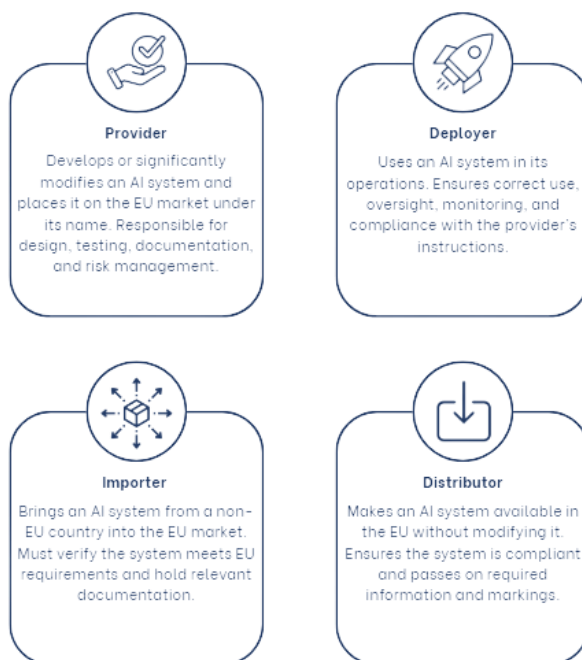 Provider
Develops or significantly
modifies an AI system and
places it on the EU market under
its name. Responsible for
design, testing, documentation,
and risk management.
Deployer
Uses an AI system in its
operations. Ensures correct use,
oversight, monitoring, and
compliance with the provider's
instructions.
Importer
Brings an AI system from a non-
EU country into the EU market.
Must verify the system meets EU
requirements and hold relevant
documentation.
Distributor
Makes an AI system available in
the EU without modifying it.
Ensures the system is compliant
and passes on required
information and markings.